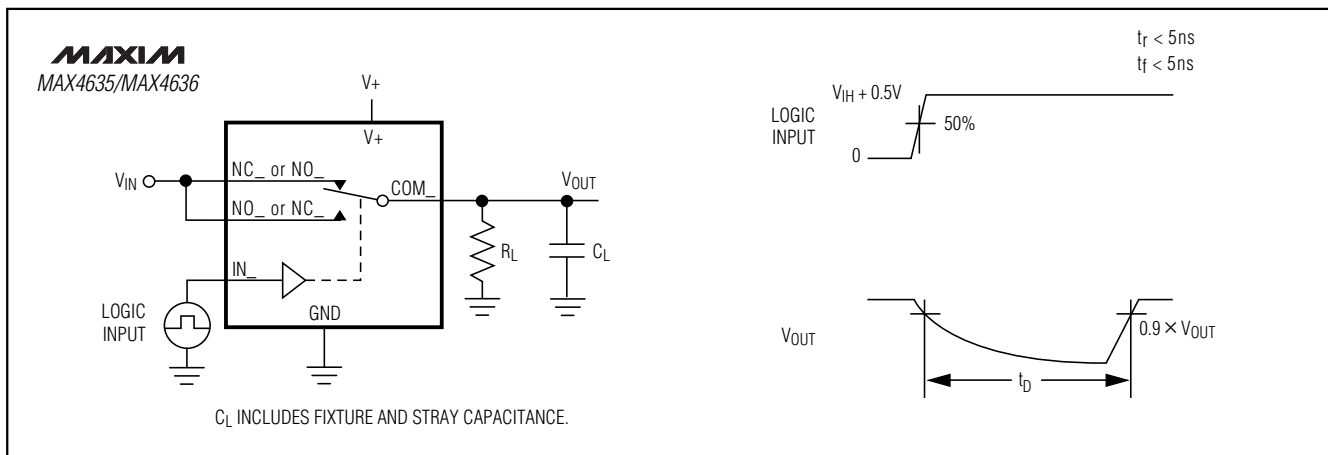 MAXIM
MAX4635/MAX4636
V+
V+
VIN
NC_ or NO_
COM_
VOUT
NO_ or NC_
RL
CL
IN_
LOGIC
INPUT
GND
CL INCLUDES FIXTURE AND STRAY CAPACITANCE.
tr < 5ns
tf < 5ns
VIH + 0.5V
LOGIC
INPUT
50%
0
VOUT
0.9 × VOUT
tD